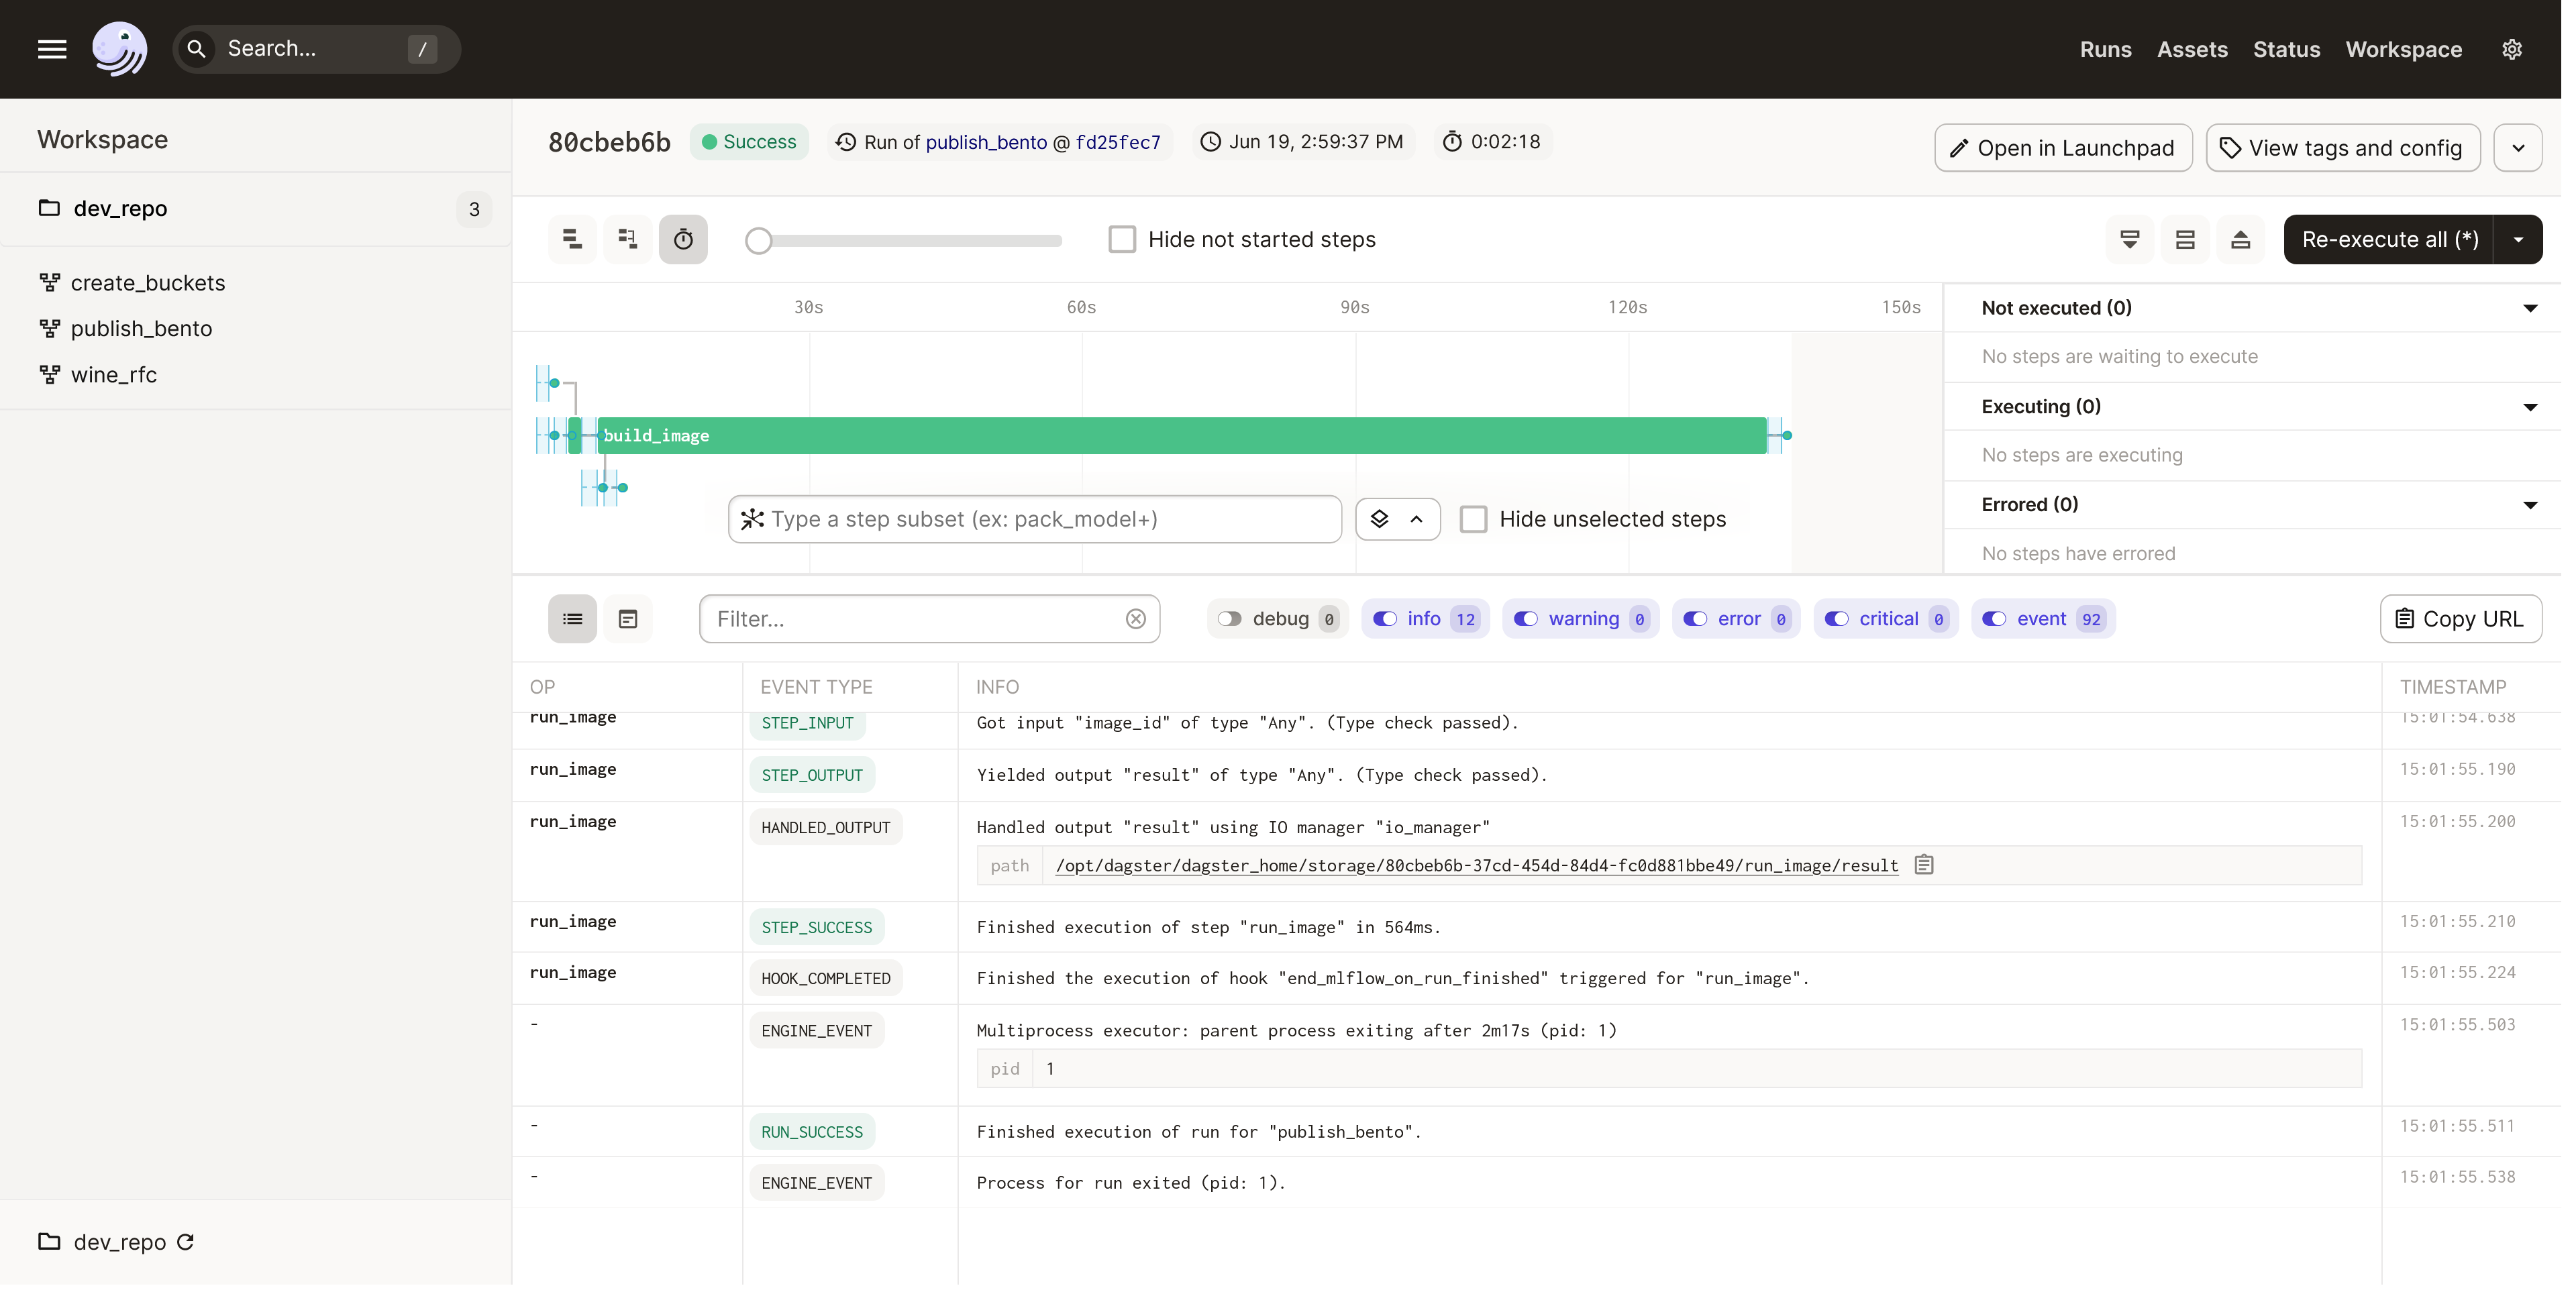 Search... /
Runs Assets Status Workspace
Workspace
dev_repo 3
create_buckets
publish_bento
wine_rfc
dev_repo
80cbeb6b Success Run of publish_bento @ fd25fec7 Jun 19, 2:59:37 PM 0:02:18
Open in Launchpad View tags and config
Hide not started steps
Re-execute all (*)
30s 60s 90s 120s 150s
build_image
Type a step subset (ex: pack_model+) Hide unselected steps
Not executed (0)
No steps are waiting to execute
Executing (0)
No steps are executing
Errored (0)
No steps have errored
Filter... debug 0 info 12 warning 0 error 0 critical 0 event 92 Copy URL
OP EVENT TYPE INFO TIMESTAMP
run_image STEP_INPUT Got input "image_id" of type "Any". (Type check passed). 15:01:54.638
run_image STEP_OUTPUT Yielded output "result" of type "Any". (Type check passed). 15:01:55.190
run_image HANDLED_OUTPUT Handled output "result" using IO manager "io_manager" 15:01:55.200
path /opt/dagster/dagster_home/storage/80cbeb6b-37cd-454d-84d4-fc0d881bbe49/run_image/result
run_image STEP_SUCCESS Finished execution of step "run_image" in 564ms. 15:01:55.210
run_image HOOK_COMPLETED Finished the execution of hook "end_mlflow_on_run_finished" triggered for "run_image". 15:01:55.224
- ENGINE_EVENT Multiprocess executor: parent process exiting after 2m17s (pid: 1) 15:01:55.503
pid 1
- RUN_SUCCESS Finished execution of run for "publish_bento". 15:01:55.511
- ENGINE_EVENT Process for run exited (pid: 1). 15:01:55.538